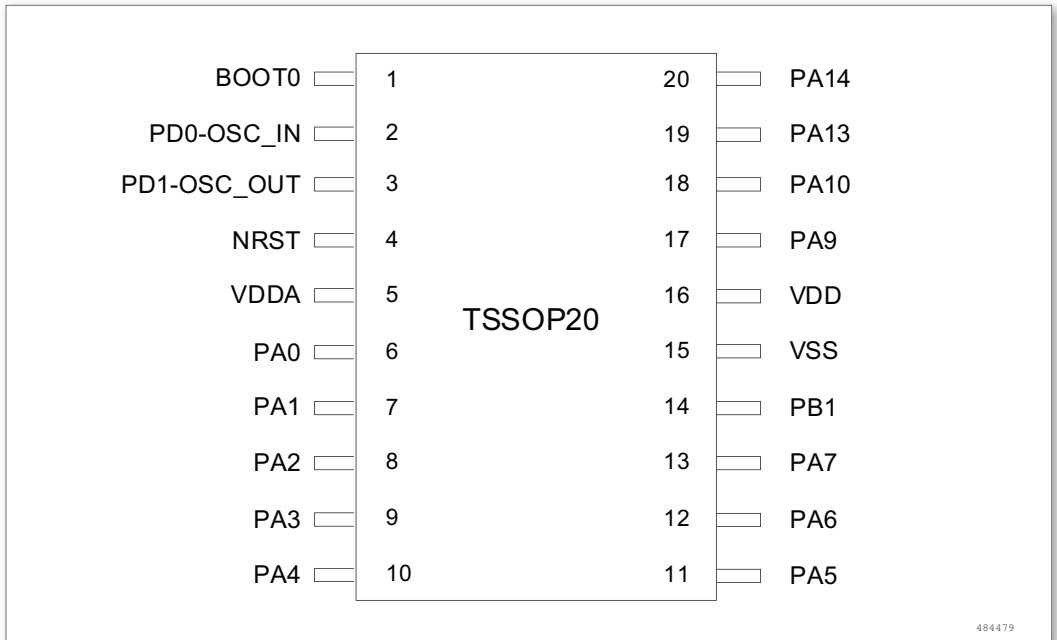 BOOT0 1 20 PA14
PD0-OSC_IN 2 19 PA13
PD1-OSC_OUT 3 18 PA10
NRST 4 17 PA9
VDDA 5 16 VDD
TSSOP20
PA0 6 15 VSS
PA1 7 14 PB1
PA2 8 13 PA7
PA3 9 12 PA6
PA4 10 11 PA5
484479